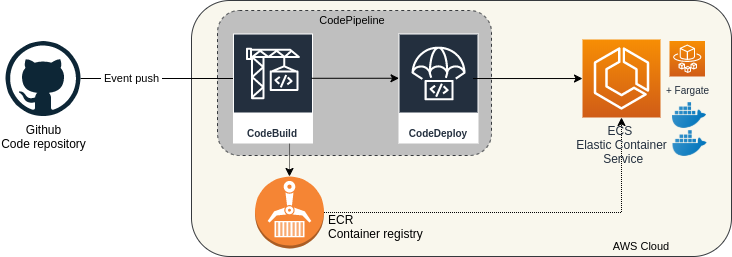 CodePipeline
Event push
CodeBuild
CodeDeploy
+ Fargate
Github
Code repository
ECS
Elastic Container
Service
ECR
Container registry
AWS Cloud